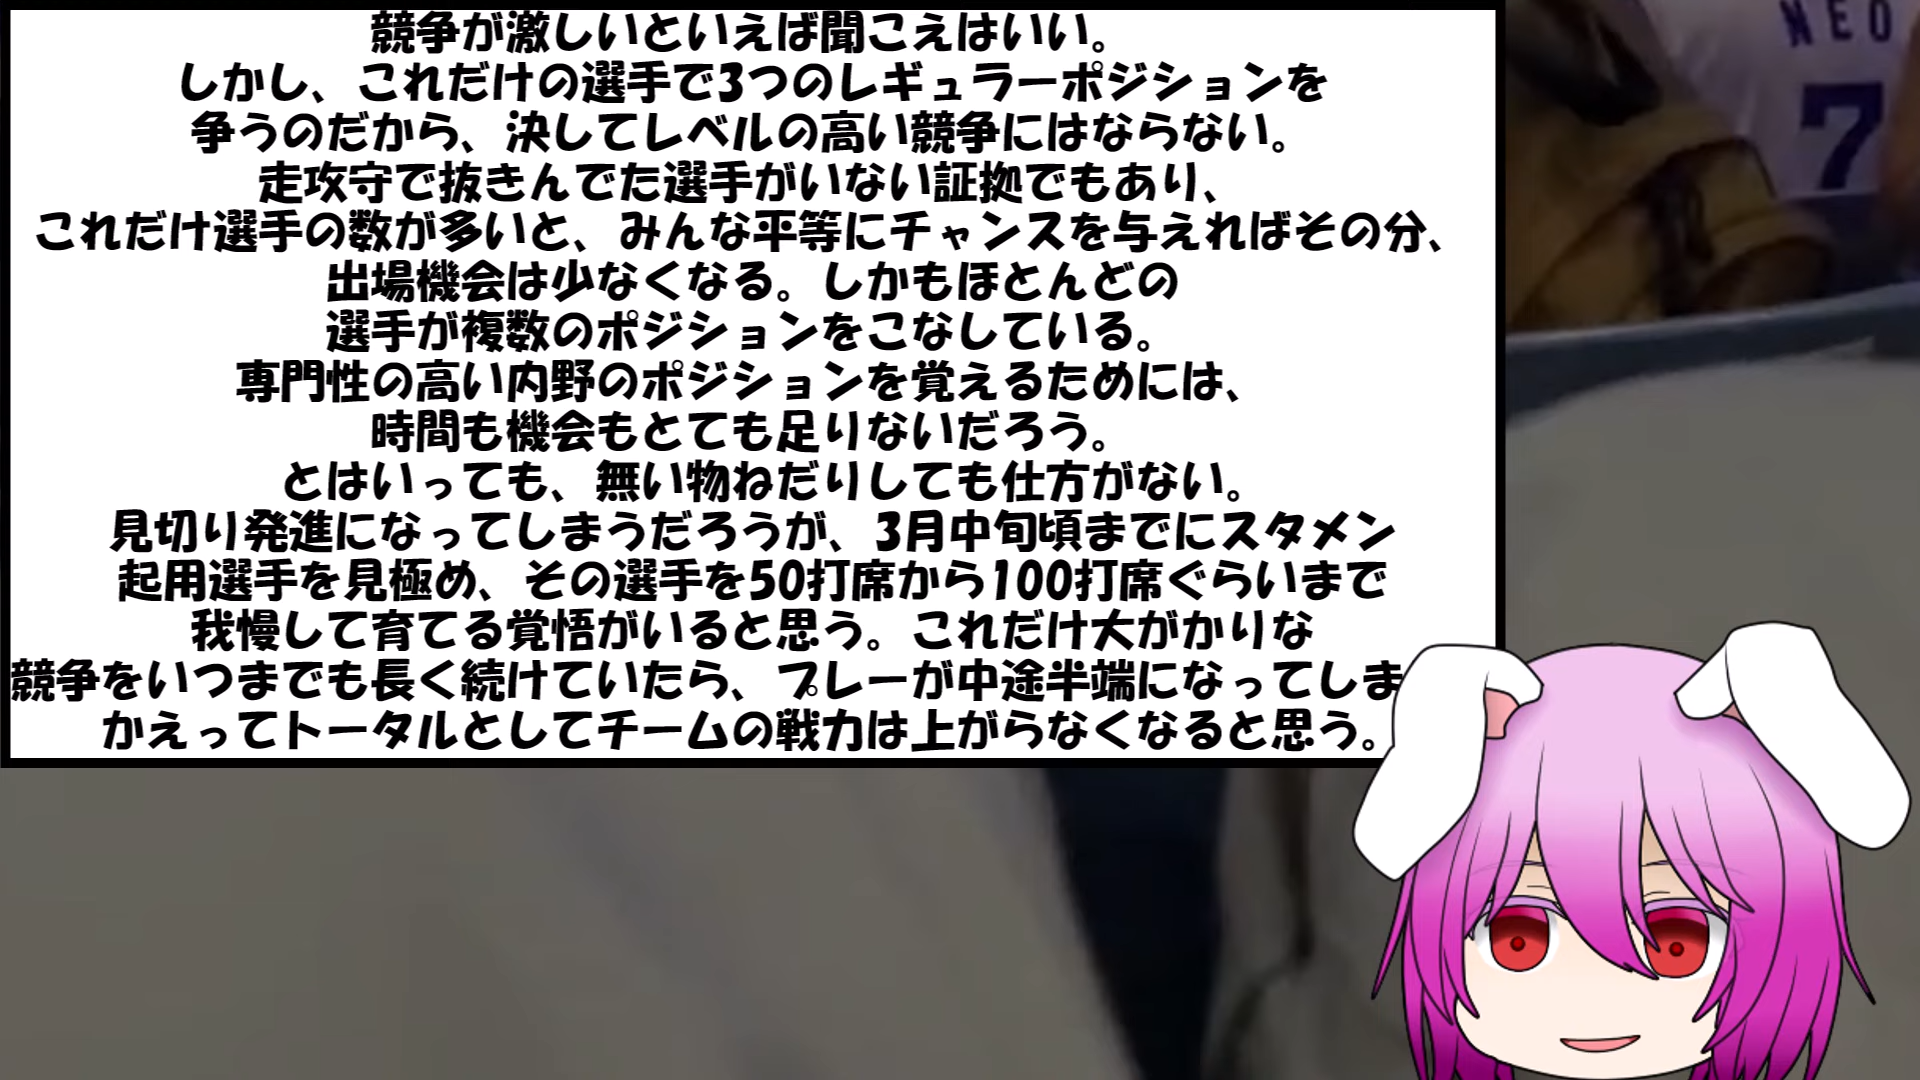 競争が激しいといえば聞こえはいい。
しかし、これだけの選手で3つのレギュラーポジションを
争うのだから、決してレベルの高い競争にはならない。
走攻守で抜きんでた選手がいない証拠でもあり、
これだけ選手の数が多いと、みんな平等にチャンスを与えればその分、
出場機会は少なくなる。しかもほとんどの
選手が複数のポジションをこなしている。
専門性の高い内野のポジションを覚えるためには、
時間も機会もとても足りないだろう。
とはいっても、無い物ねだりしても仕方がない。
見切り発進になってしまうだろうが、3月中旬頃までにスタメン
起用選手を見極め、その選手を50打席から100打席ぐらいまで
我慢して育てる覚悟がいると思う。これだけ大がかりな
競争をいつまでも長く続けていたら、プレーが中途半端になってしま
かえってトータルとしてチームの戦力は上がらなくなると思う。
NEO
7